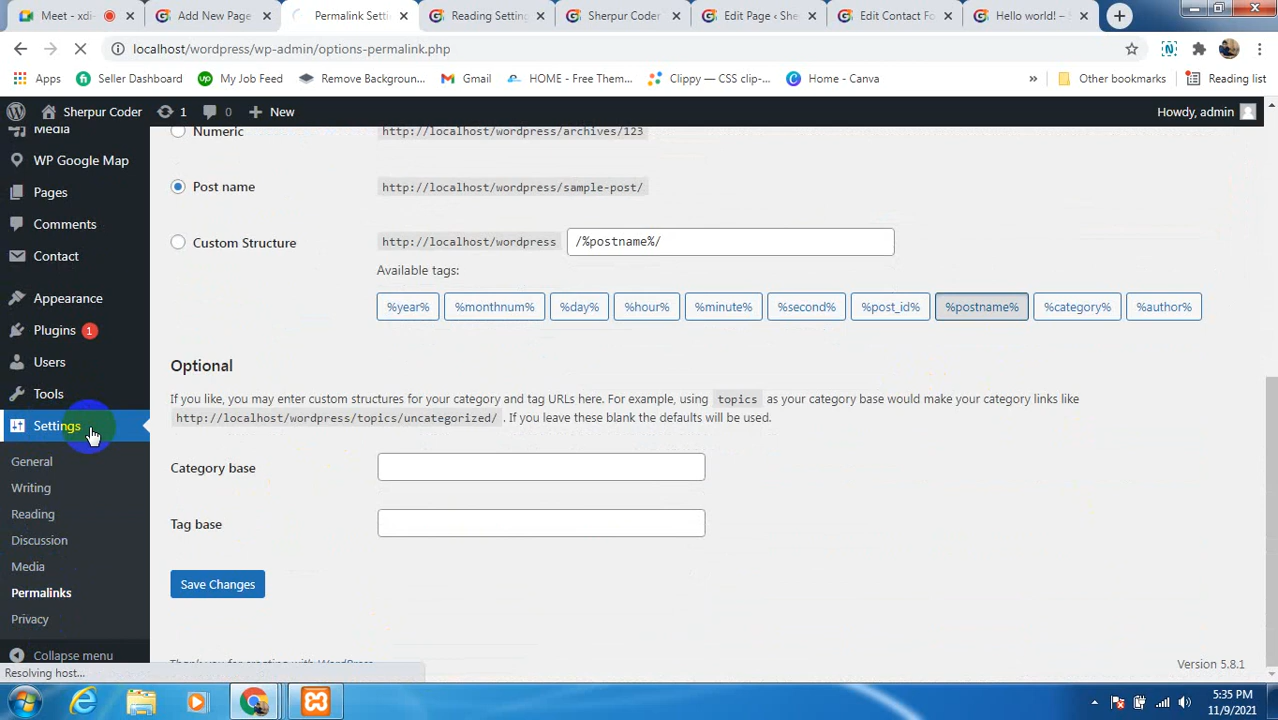 Meet - xdi-
Add New Page
Permalink Setti
Reading Setting
Sherpur Coder
Edit Page ‹ She
Edit Contact Fo
Hello world! –
localhost/wordpress/wp-admin/options-permalink.php
Apps
Seller Dashboard
My Job Feed
Remove Backgroun...
Gmail
HOME - Free Them...
Clippy — CSS clip-...
Home - Canva
»
Other bookmarks
Reading list
Sherpur Coder
1
0
New
Howdy, admin
Media
WP Google Map
Pages
Comments
Contact
Appearance
Plugins 1
Users
Tools
Settings
General
Writing
Reading
Discussion
Media
Permalinks
Privacy
Collapse menu
Numeric
http://localhost/wordpress/archives/123
Post name
http://localhost/wordpress/sample-post/
Custom Structure
http://localhost/wordpress
/%postname%/
Available tags:
%year%
%monthnum%
%day%
%hour%
%minute%
%second%
%post_id%
%postname%
%category%
%author%
Optional
If you like, you may enter custom structures for your category and tag URLs here. For example, using topics as your category base would make your category links like
http://localhost/wordpress/topics/uncategorized/ . If you leave these blank the defaults will be used.
Category base
Tag base
Save Changes
Thank you for creating with WordPress
Version 5.8.1
Resolving host...
5:35 PM
11/9/2021